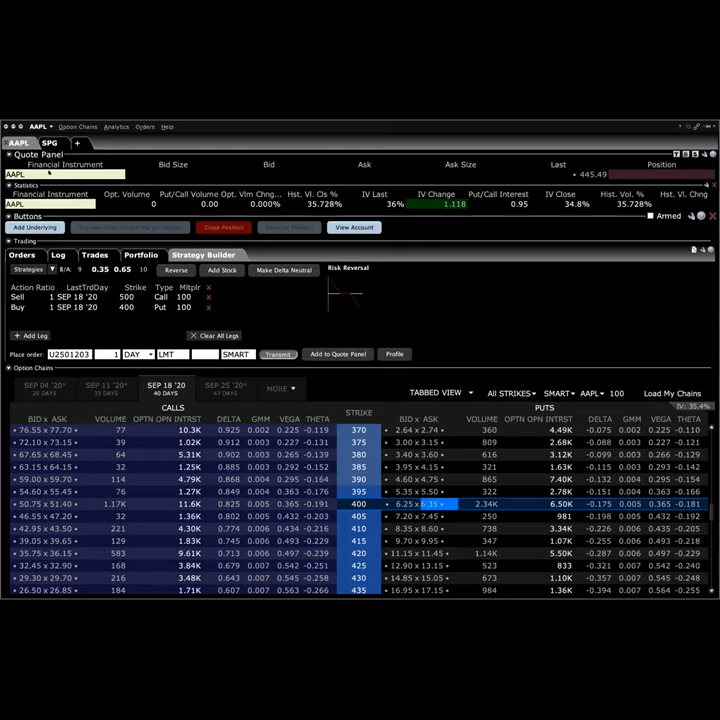 AAPL Option Chains Analytics Orders Help
AAPL SPG +
Quote Panel
Financial Instrument Bid Size Bid Ask Ask Size Last Position
AAPL • 445.49
Statistics
Financial Instrument Opt. Volume Put/Call Volume Opt. Vlm Chng... Hst. Vl. Cls % IV Last IV Change Put/Call Interest IV Close Hist. Vol. % Hst. Vl. Chng
AAPL 0 0.00 0.000% 35.728% 36% 1.118 0.95 34.8% 35.728%
Buttons Armed
Add Underlying Close Position Reverse Position View Account
Trading
Orders Log Trades Portfolio Strategy Builder
Strategies B/A: 9 0.35 0.65 10 Reverse Add Stock Make Delta Neutral Risk Reversal
Action Ratio LastTrdDay Strike Type Mltplr
Sell 1 SEP 18 '20 500 Call 100
Buy 1 SEP 18 '20 400 Put 100
+ Add Leg X Clear All Legs
Place order: U2501203 1 DAY LMT SMART Transmit Add to Quote Panel Profile
Option Chains
SEP 04 '20 SEP 11 '20 SEP 18 '20 SEP 25 '20 MORE TABBED VIEW All STRIKES SMART AAPL 100 Load My Chains
26 DAYS 33 DAYS 40 DAYS 47 DAYS
CALLS STRIKE PUTS IV: 35.4%
BID x ASK VOLUME OPTN OPN INTRST DELTA GMM VEGA THETA BID x ASK VOLUME OPTN OPN INTRST DELTA GMM VEGA THETA
• 76.55 x 77.70 • 77 10.3K 0.925 0.002 0.225 -0.119 370 • 2.64 x 2.74 • 360 4.49K -0.074 0.002 0.225 -0.110
• 72.10 x 73.15 • 39 1.02K 0.912 0.003 0.227 -0.131 375 • 3.00 x 3.15 • 809 2.68K -0.088 0.003 0.227 -0.121
• 67.65 x 68.45 • 64 5.31K 0.902 0.003 0.265 -0.139 380 • 3.40 x 3.60 • 616 3.12K -0.099 0.003 0.266 -0.129
• 63.15 x 64.15 • 32 1.25K 0.885 0.003 0.292 -0.152 385 • 3.95 x 4.15 • 321 1.63K -0.115 0.003 0.293 -0.142
• 59.00 x 59.70 • 114 4.79K 0.868 0.004 0.293 -0.164 390 • 4.60 x 4.75 • 865 7.40K -0.132 0.004 0.293 -0.154
• 54.60 x 55.45 • 76 1.27K 0.849 0.004 0.363 -0.176 395 • 5.35 x 5.50 • 322 2.78K -0.151 0.004 0.363 -0.166
• 50.75 x 51.40 • 1.17K 11.6K 0.825 0.005 0.365 -0.191 400 • 6.25 x 6.35 • 2.34K 6.50K -0.175 0.005 0.365 -0.181
• 46.55 x 47.20 • 32 1.36K 0.802 0.005 0.432 -0.203 405 • 7.20 x 7.45 • 250 981 -0.198 0.005 0.432 -0.192
• 42.95 x 43.50 • 221 4.30K 0.774 0.006 0.434 -0.216 410 • 8.35 x 8.60 • 738 2.34K -0.227 0.006 0.434 -0.206
• 39.05 x 39.65 • 129 1.83K 0.745 0.006 0.493 -0.229 415 • 9.70 x 9.95 • 347 1.07K -0.255 0.006 0.493 -0.218
• 35.75 x 36.15 • 583 9.61K 0.713 0.006 0.497 -0.239 420 • 11.15 x 11.45 • 1.14K 5.50K -0.287 0.006 0.497 -0.229
• 32.45 x 32.90 • 168 3.84K 0.679 0.007 0.542 -0.251 425 • 12.90 x 13.15 • 523 833 -0.321 0.007 0.542 -0.240
• 29.30 x 29.70 • 216 3.48K 0.643 0.007 0.545 -0.258 430 • 14.85 x 15.05 • 673 1.10K -0.357 0.007 0.545 -0.248
• 26.50 x 26.85 • 184 1.71K 0.607 0.007 0.563 -0.266 435 • 16.95 x 17.15 • 984 1.36K -0.394 0.007 0.564 -0.255